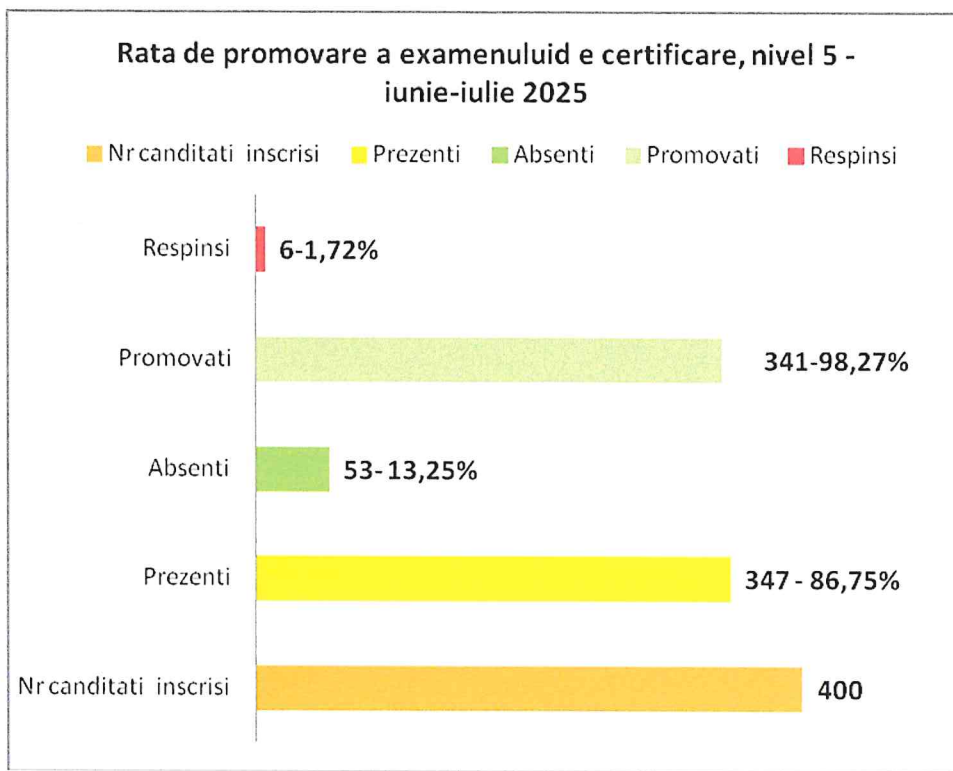 Rata de promovare a examenuluid e certificare, nivel 5 -
iunie-iulie 2025
Nr canditati inscrisi Prezenti Absenti Promovati Respinsi
Respinsi 6-1,72%
Promovati 341-98,27%
Absenti 53- 13,25%
Prezenti 347 - 86,75%
Nr canditati inscrisi 400